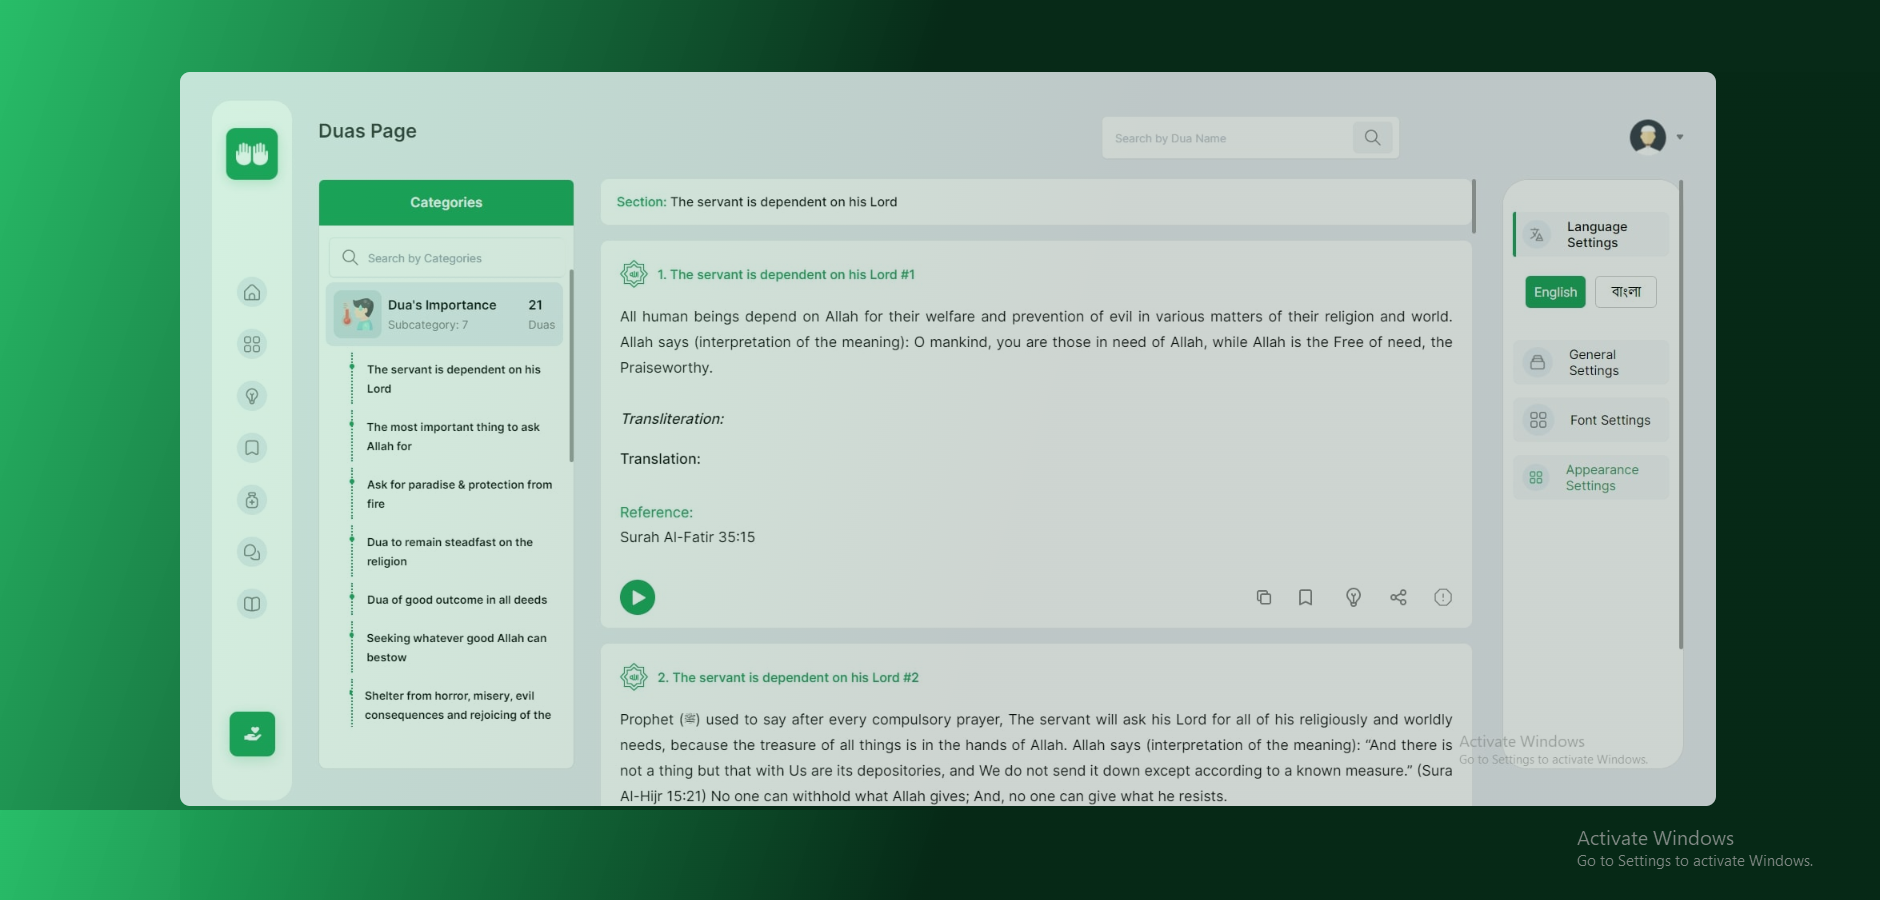 Duas Page
Search by Dua Name
Categories
Search by Categories
Dua's Importance
21
Subcategory: 7
Duas
The servant is dependent on his
Lord
The most important thing to ask
Allah for
Ask for paradise & protection from
fire
Dua to remain steadfast on the
religion
Dua of good outcome in all deeds
Seeking whatever good Allah can
bestow
Shelter from horror, misery, evil
consequences and rejoicing of the
Section: The servant is dependent on his Lord
1. The servant is dependent on his Lord #1
All human beings depend on Allah for their welfare and prevention of evil in various matters of their religion and world.
Allah says (interpretation of the meaning): O mankind, you are those in need of Allah, while Allah is the Free of need, the
Praiseworthy.
Transliteration:
Translation:
Reference:
Surah Al-Fatir 35:15
2. The servant is dependent on his Lord #2
Prophet (ﷺ) used to say after every compulsory prayer, The servant will ask his Lord for all of his religiously and worldly
needs, because the treasure of all things is in the hands of Allah. Allah says (interpretation of the meaning): “And there is
not a thing but that with Us are its depositories, and We do not send it down except according to a known measure.” (Sura
Al-Hijr 15:21) No one can withhold what Allah gives; And, no one can give what he resists.
Language
Settings
English
বাংলা
General
Settings
Font Settings
Appearance
Settings
Activate Windows
Go to Settings to activate Windows.
Activate Windows
Go to Settings to activate Windows.